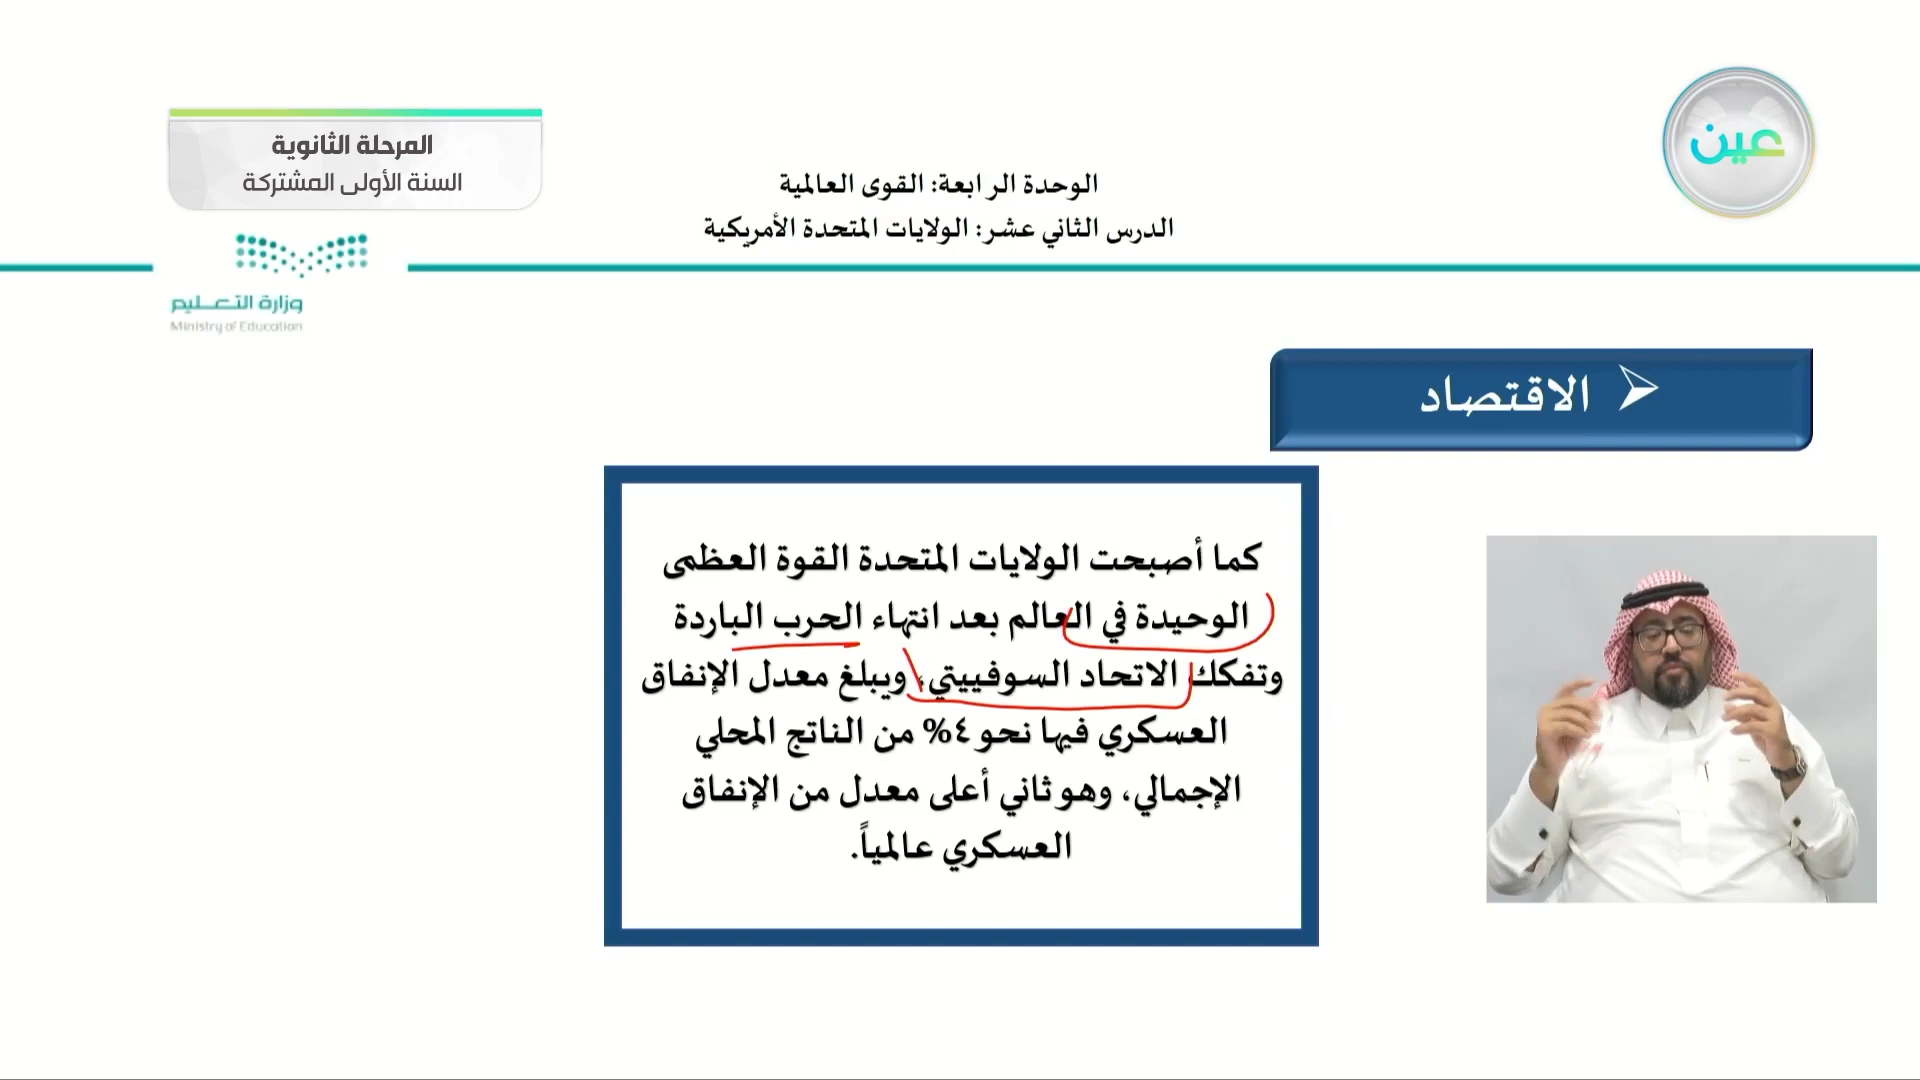 عين
المرحلة الثانوية
السنة الأولى المشتركة
الوحدة الرابعة: القوى العالمية
الدرس الثاني عشر: الولايات المتحدة الأمريكية
وزارة التعليم
Ministry of Education
الاقتصاد
كما أصبحت الولايات المتحدة القوة العظمى
الوحيدة في العالم بعد انتهاء الحرب الباردة
وتفكك الاتحاد السوفييتي، ويبلغ معدل الإنفاق
العسكري فيها نحو ٤% من الناتج المحلي
الإجمالي، وهو ثاني أعلى معدل من الإنفاق
العسكري عالمياً.